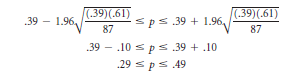 .39 − 1.96√((.39)(.61)/87) ≤ p ≤ .39 + 1.96√((.39)(.61)/87)
.39 − .10 ≤ p ≤ .39 + .10
.29 ≤ p ≤ .49